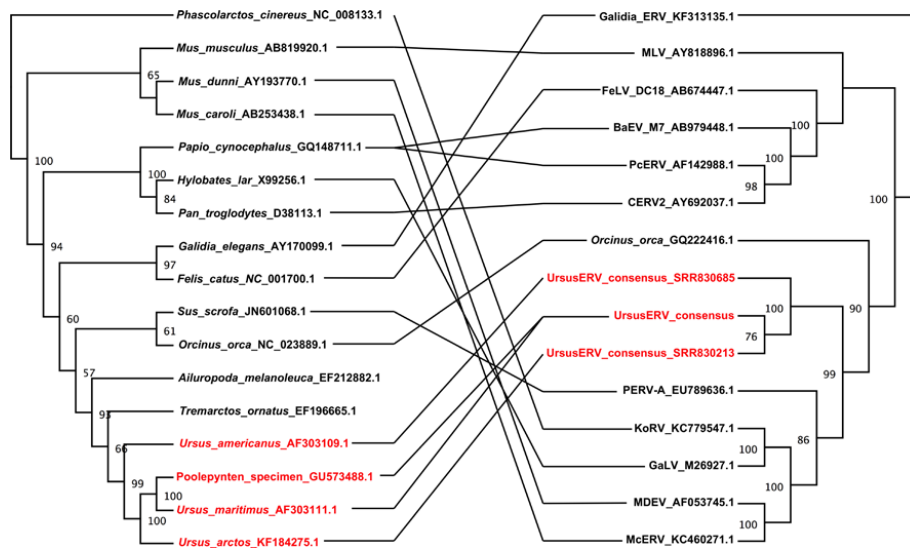 Phascolarctos_cinereus_NC_008133.1
Mus_musculus_AB819920.1
65
Mus_dunni_AY193770.1
Mus_caroli_AB253438.1
Papio_cynocephalus_GQ148711.1
100
100
Hylobates_lar_X99256.1
84
Pan_troglodytes_D38113.1
94
Galidia_elegans_AY170099.1
97
Felis_catus_NC_001700.1
Sus_scrofa_JN601068.1
60
61
Orcinus_orca_NC_023889.1
57
Ailuropoda_melanoleuca_EF212882.1
93
Tremarctos_ornatus_EF196665.1
66
Ursus_americanus_AF303109.1
Poolepynten_specimen_GU573488.1
99
100
Ursus_maritimus_AF303111.1
100
Ursus_arctos_KF184275.1
Galidia_ERV_KF313135.1
MLV_AY818896.1
FeLV_DC18_AB674447.1
BaEV_M7_AB979448.1
100
100
PcERV_AF142988.1
98
100
CERV2_AY692037.1
Orcinus_orca_GQ222416.1
UrsusERV_consensus_SRR830685
100
90
UrsusERV_consensus
76
UrsusERV_consensus_SRR830213
99
PERV-A_EU789636.1
KoRV_KC779547.1
86
100
GaLV_M26927.1
100
MDEV_AF053745.1
100
McERV_KC460271.1